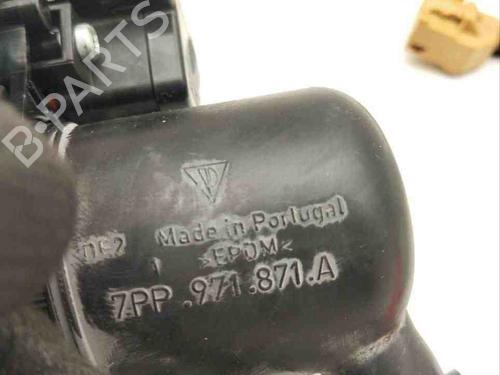 B-PARTS
Made in Portugal
>EPDM<
7PP.971.871.A